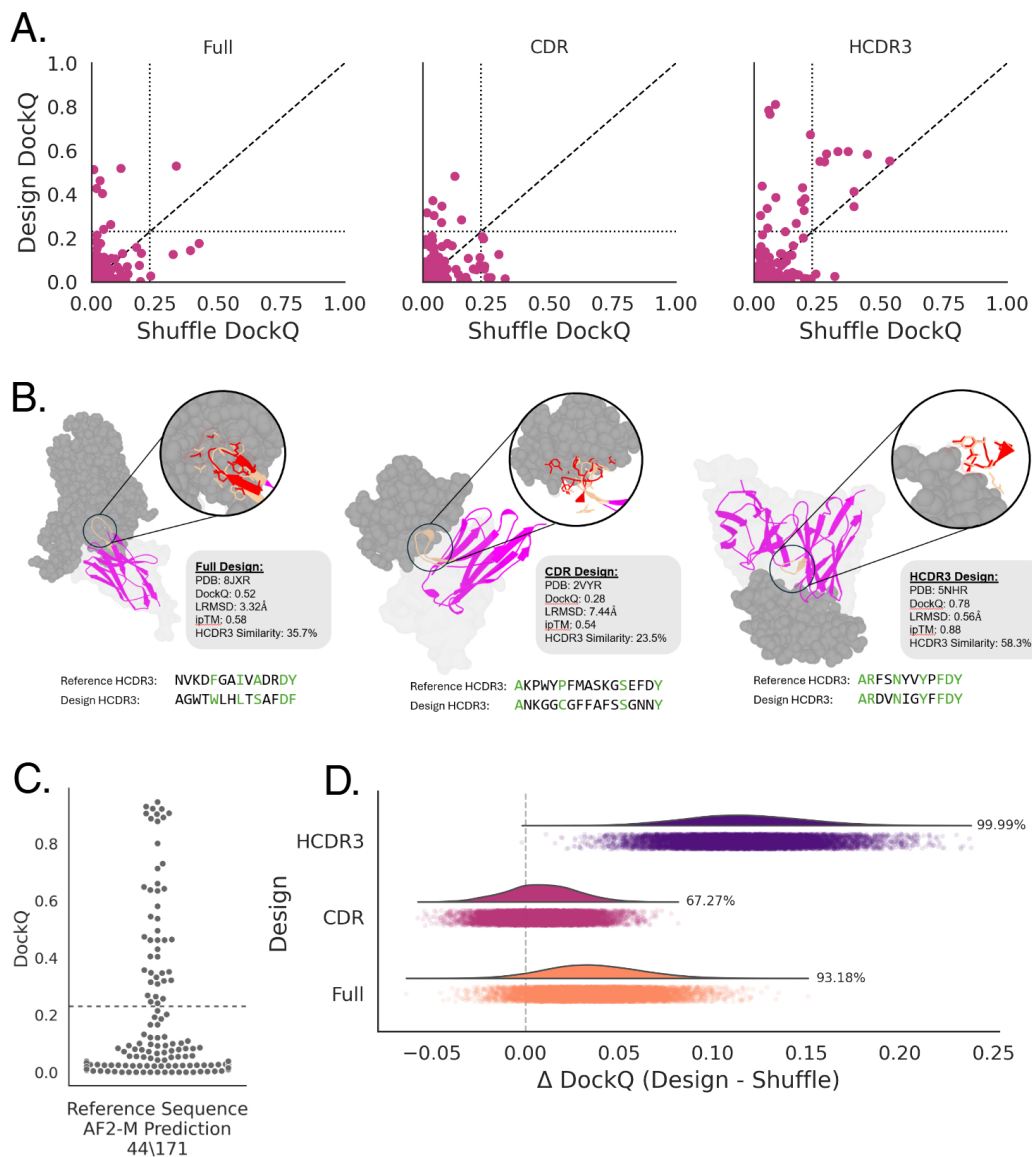 A.
Full
CDR
HCDR3
Design DockQ
1.0
0.8
0.6
0.4
0.2
0.0
0.00 0.25 0.50 0.75 1.00
0.00 0.25 0.50 0.75 1.00
0.00 0.25 0.50 0.75 1.00
Shuffle DockQ
Shuffle DockQ
Shuffle DockQ
B.
Full Design:
PDB: 8JXR
DockQ: 0.52
LRMSD: 3.32Å
ipTM: 0.58
HCDR3 Similarity: 35.7%
CDR Design:
PDB: 2VYR
DockQ: 0.28
LRMSD: 7.44Å
ipTM: 0.54
HCDR3 Similarity: 23.5%
HCDR3 Design:
PDB: 5NHR
DockQ: 0.78
LRMSD: 0.56Å
ipTM: 0.88
HCDR3 Similarity: 58.3%
Reference HCDR3: NVKDFGAIVADRDY
Design HCDR3: AGWTWLHLTSAFDF
Reference HCDR3: AKPWYPFMASKGSEFDY
Design HCDR3: ANKGGCGFFAFSSGNNY
Reference HCDR3: ARFSNYVYPFDY
Design HCDR3: ARDVNIGYFFDY
C.
DockQ
0.8
0.6
0.4
0.2
0.0
Reference Sequence
AF2-M Prediction
44\171
D.
Design
HCDR3
99.99%
CDR
67.27%
Full
93.18%
−0.05 0.00 0.05 0.10 0.15 0.20 0.25
Δ DockQ (Design - Shuffle)